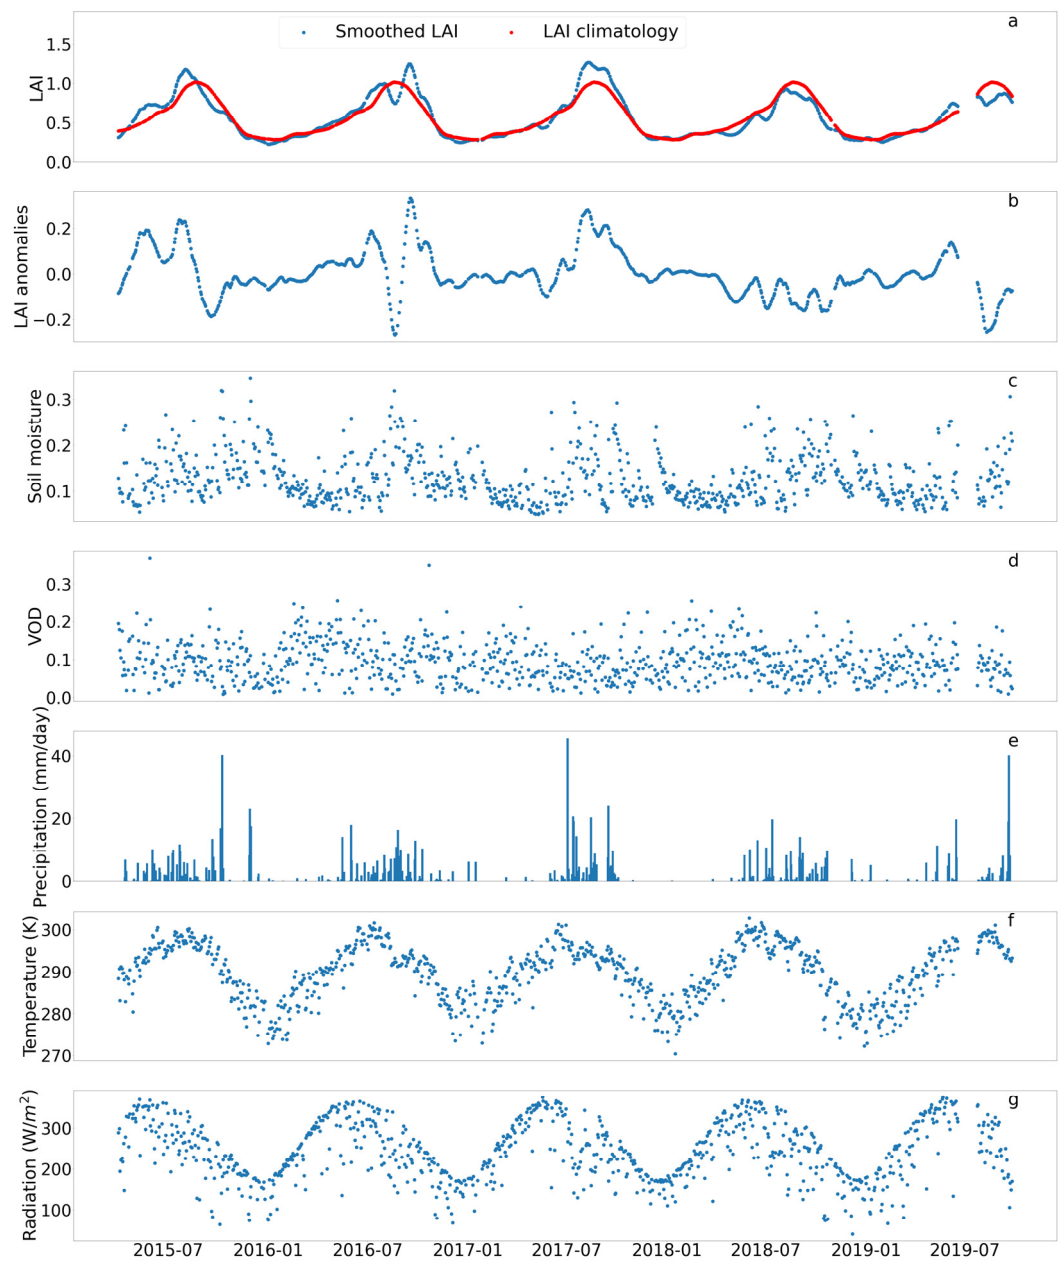 Smoothed LAI LAI climatology
a
LAI
1.5
1.0
0.5
0.0
b
LAI anomalies
0.2
0.0
−0.2
c
Soil moisture
0.3
0.2
0.1
d
VOD
0.3
0.2
0.1
0.0
e
Precipitation (mm/day)
40
20
0
f
Temperature (K)
300
290
280
270
g
Radiation (W/m²)
300
200
100
2015-07 2016-01 2016-07 2017-01 2017-07 2018-01 2018-07 2019-01 2019-07